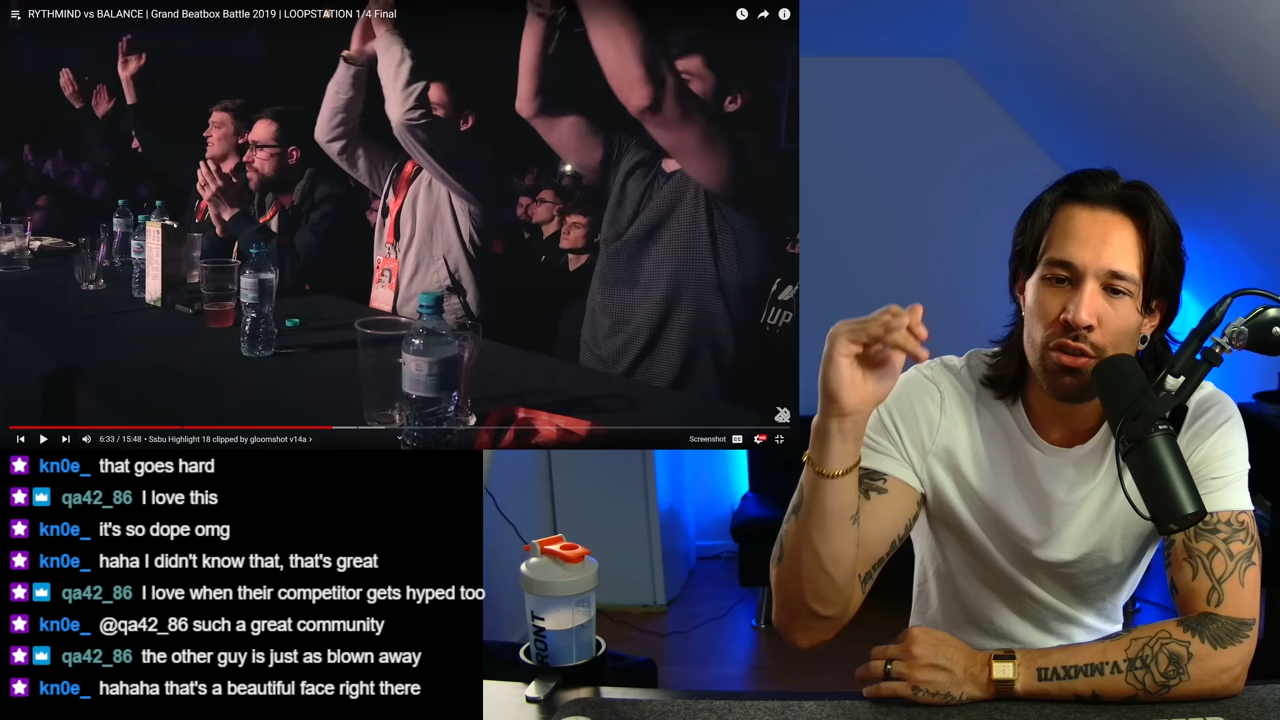 RYTHMIND vs BALANCE | Grand Beatbox Battle 2019 | LOOPSTATION 1/4 Final
UP
6:33 / 15:48 • Ssbu Highlight 18 clipped by gloomshot v14a ›
Screenshot
kn0e_ that goes hard
qa42_86 I love this
kn0e_ it's so dope omg
kn0e_ haha I didn't know that, that's great
qa42_86 I love when their competitor gets hyped too
kn0e_ @qa42_86 such a great community
qa42_86 the other guy is just as blown away
kn0e_ hahaha that's a beautiful face right there
RONT